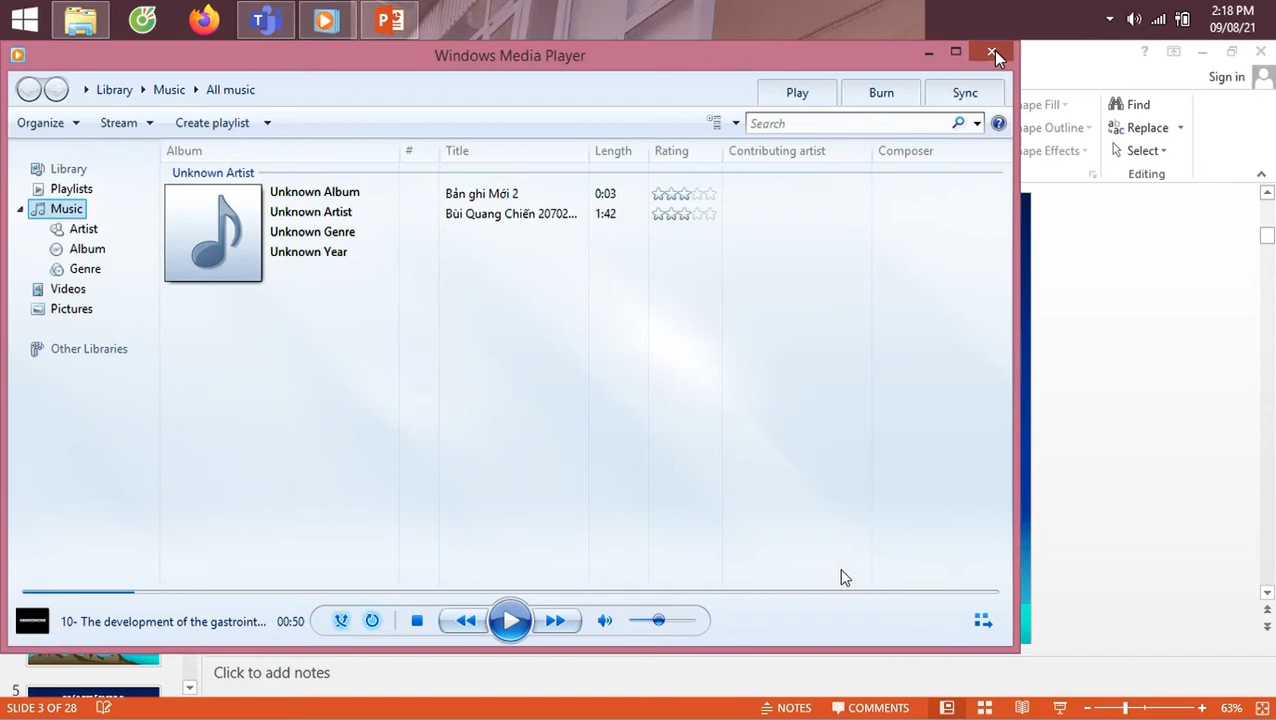 2:18 PM
09/08/21
Windows Media Player
Sign in
Library
Music
All music
Play
Burn
Sync
Organize
Stream
Create playlist
Search
ape Fill
Find
ape Outline
Replace
ape Effects
Select
Editing
Album
#
Title
Length
Rating
Contributing artist
Composer
Library
Playlists
Music
Artist
Album
Genre
Videos
Pictures
Other Libraries
Unknown Artist
Unknown Album
Unknown Artist
Unknown Genre
Unknown Year
Bản ghi Mới 2
0:03
Bùi Quang Chiến 20702...
1:42
10- The development of the gastroint...
00:50
5
Click to add notes
SLIDE 3 OF 28
NOTES
COMMENTS
63%